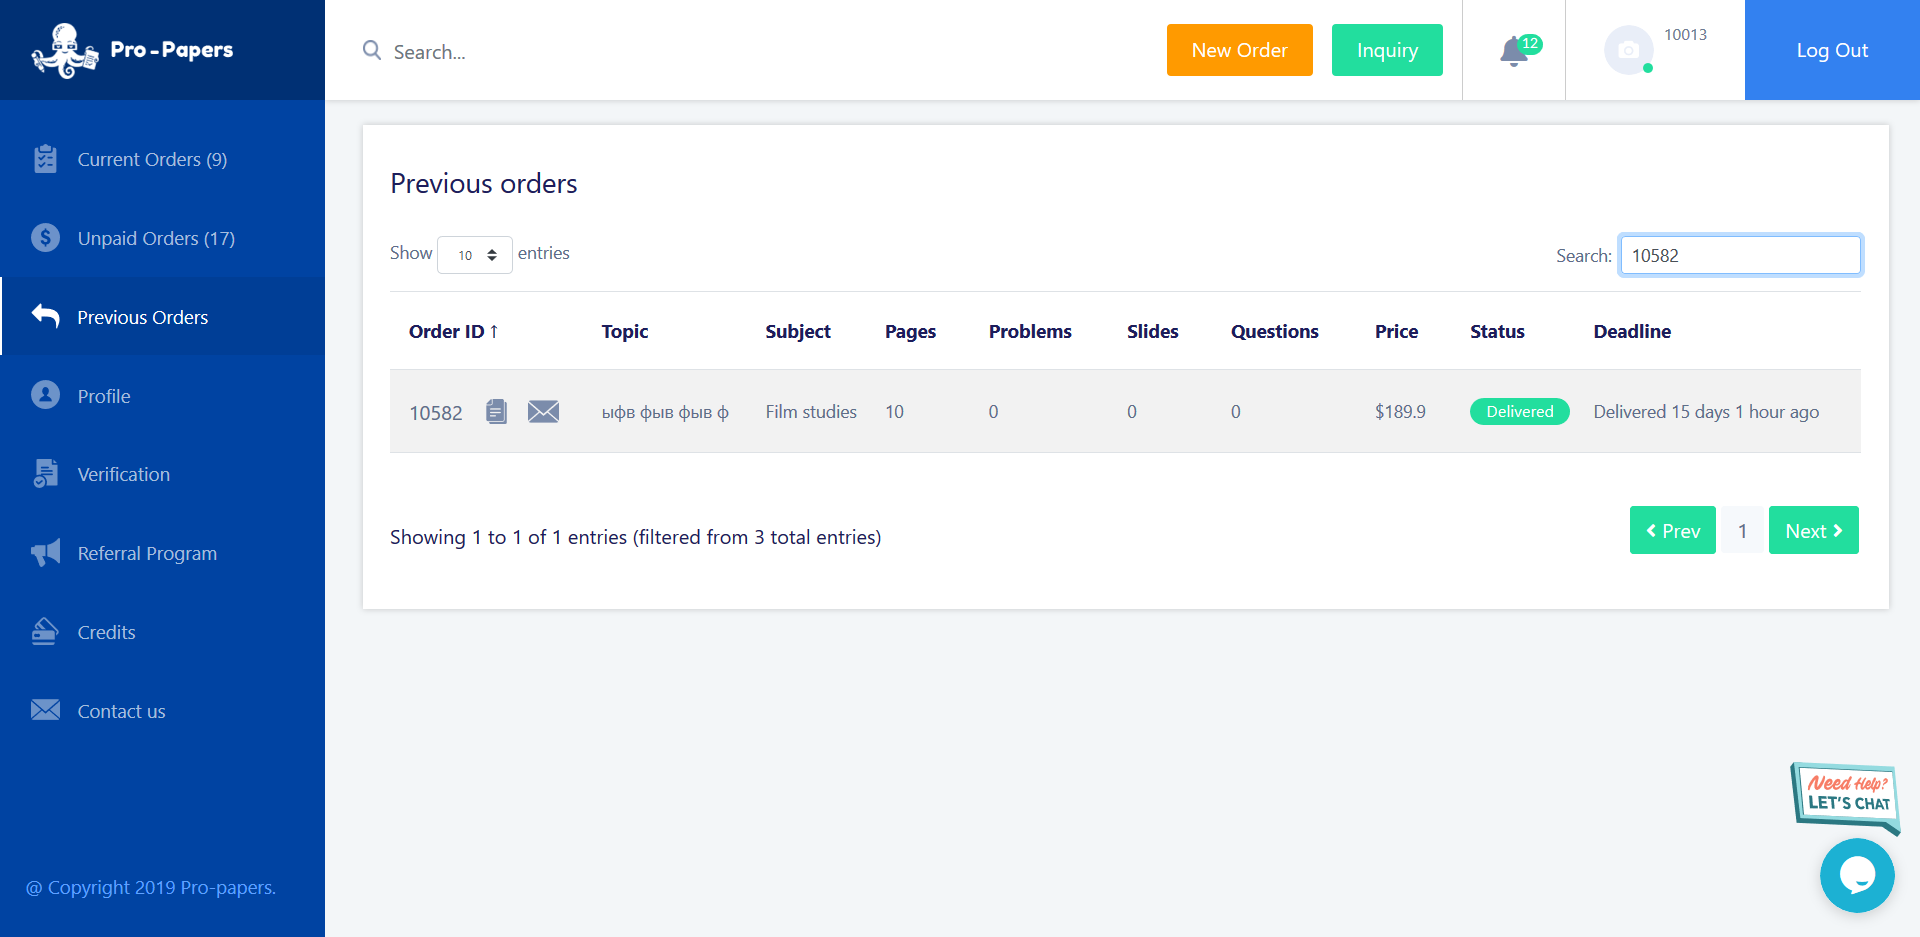 Pro-Papers
Search...
New Order
Inquiry
12
10013
Log Out
Current Orders (9)
Unpaid Orders (17)
Previous Orders
Profile
Verification
Referral Program
Credits
Contact us
@ Copyright 2019 Pro-papers.
Previous orders
Show 10 entries
Search: 10582
Order ID ↑ Topic Subject Pages Problems Slides Questions Price Status Deadline
10582 ыфв фыв фыв ф Film studies 10 0 0 0 $189.9 Delivered Delivered 15 days 1 hour ago
Showing 1 to 1 of 1 entries (filtered from 3 total entries)
Prev 1 Next
Need Help?
LET'S CHAT